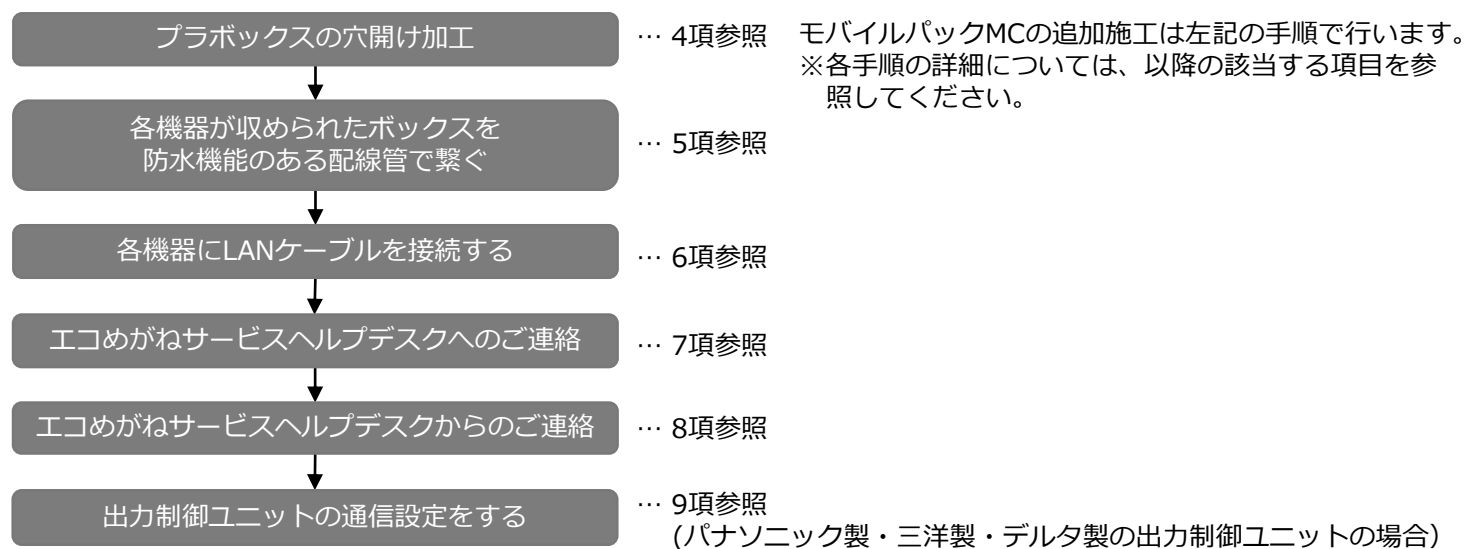 プラボックスの穴開け加工
… 4項参照
モバイルパックMCの追加施工は左記の手順で行います。
※各手順の詳細については、以降の該当する項目を参
照してください。
各機器が収められたボックスを
防水機能のある配線管で繋ぐ
… 5項参照
各機器にLANケーブルを接続する
… 6項参照
エコめがねサービスヘルプデスクへのご連絡
… 7項参照
エコめがねサービスヘルプデスクからのご連絡
… 8項参照
出力制御ユニットの通信設定をする
… 9項参照
(パナソニック製・三洋製・デルタ製の出力制御ユニットの場合）